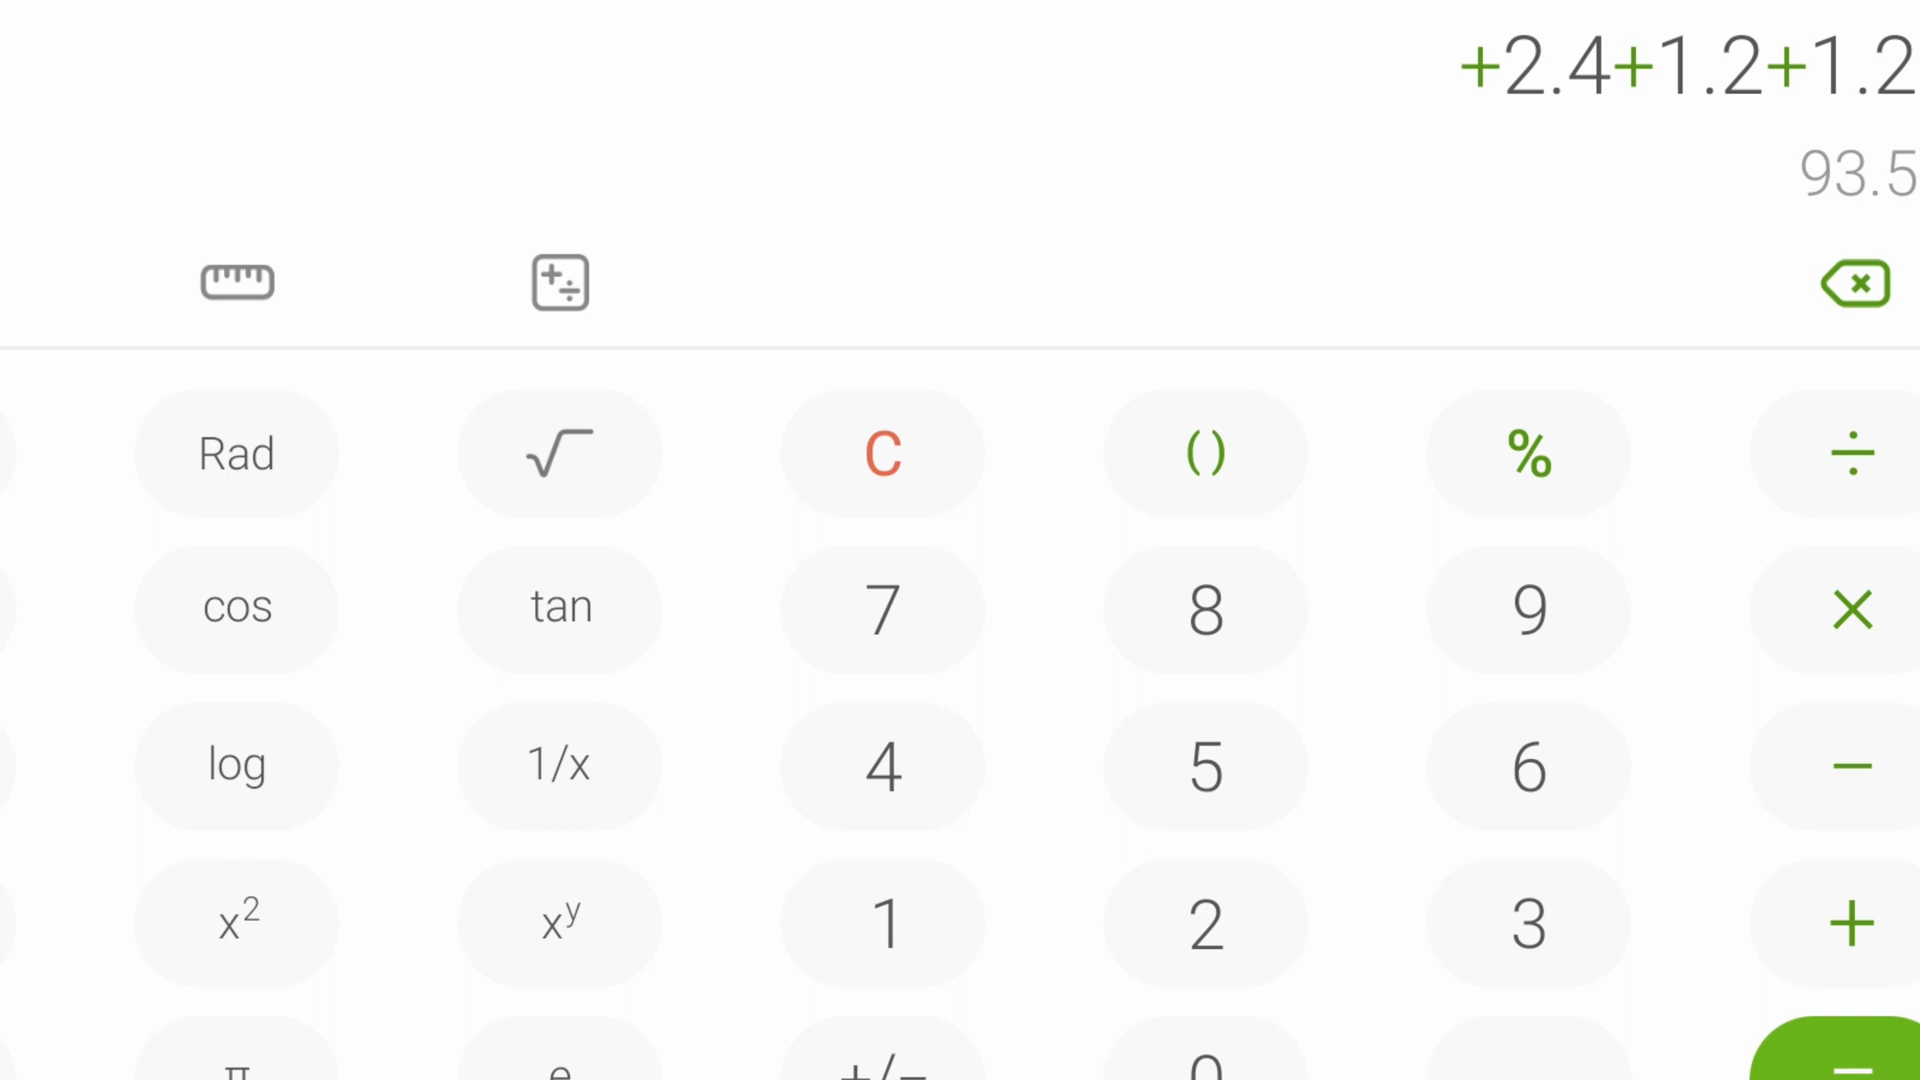 +2.4+1.2+1.2
93.5
Rad √ C ( ) % ÷
cos tan 7 8 9 ×
log 1/x 4 5 6 −
x² xʸ 1 2 3 +
π e +/− 0 =